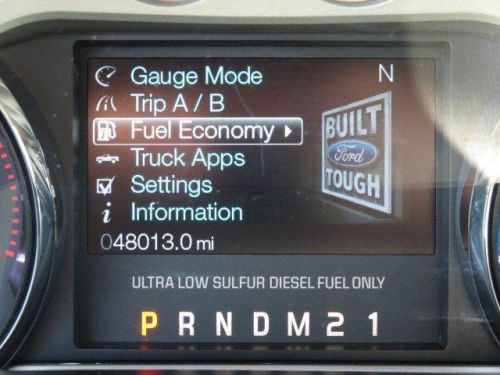 Gauge Mode
N
Trip A / B
Fuel Economy
Truck Apps
Settings
Information
BUILT
Ford
TOUGH
048013.0 mi
ULTRA LOW SULFUR DIESEL FUEL ONLY
P R N D M 2 1